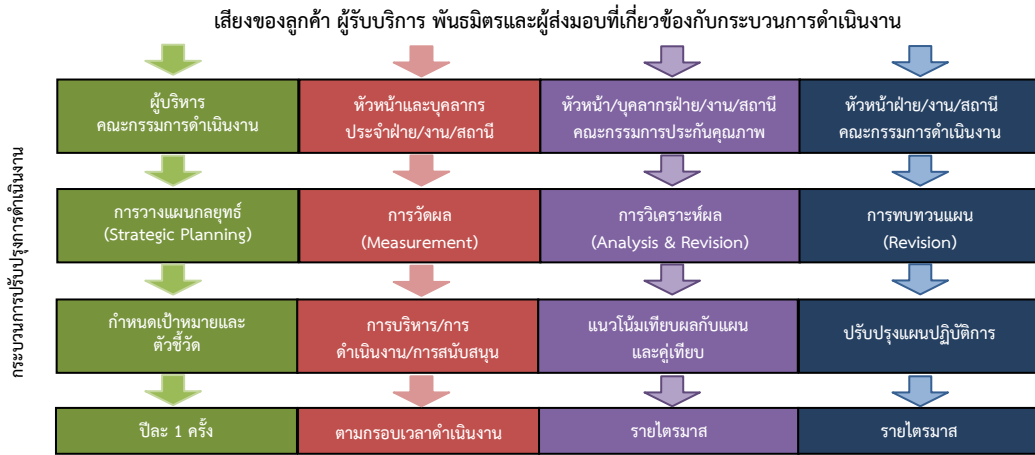 เสียงของลูกค้า ผู้รับบริการ พันธมิตรและผู้ส่งมอบที่เกี่ยวข้องกับกระบวนการดำเนินงาน
กระบวนการปรับปรุงการดำเนินงาน
ผู้บริหาร
คณะกรรมการดำเนินงาน
หัวหน้าและบุคลากร
ประจำฝ่าย/งาน/สถานี
หัวหน้า/บุคลากรฝ่าย/งาน/สถานี
คณะกรรมการประกันคุณภาพ
หัวหน้าฝ่าย/งาน/สถานี
คณะกรรมการดำเนินงาน
การวางแผนกลยุทธ์
(Strategic Planning)
การวัดผล
(Measurement)
การวิเคราะห์ผล
(Analysis & Revision)
การทบทวนแผน
(Revision)
กำหนดเป้าหมายและ
ตัวชี้วัด
การบริหาร/การ
ดำเนินงาน/การสนับสนุน
แนวโน้มเทียบผลกับแผน
และคู่เทียบ
ปรับปรุงแผนปฏิบัติการ
ปีละ 1 ครั้ง
ตามกรอบเวลาดำเนินงาน
รายไตรมาส
รายไตรมาส